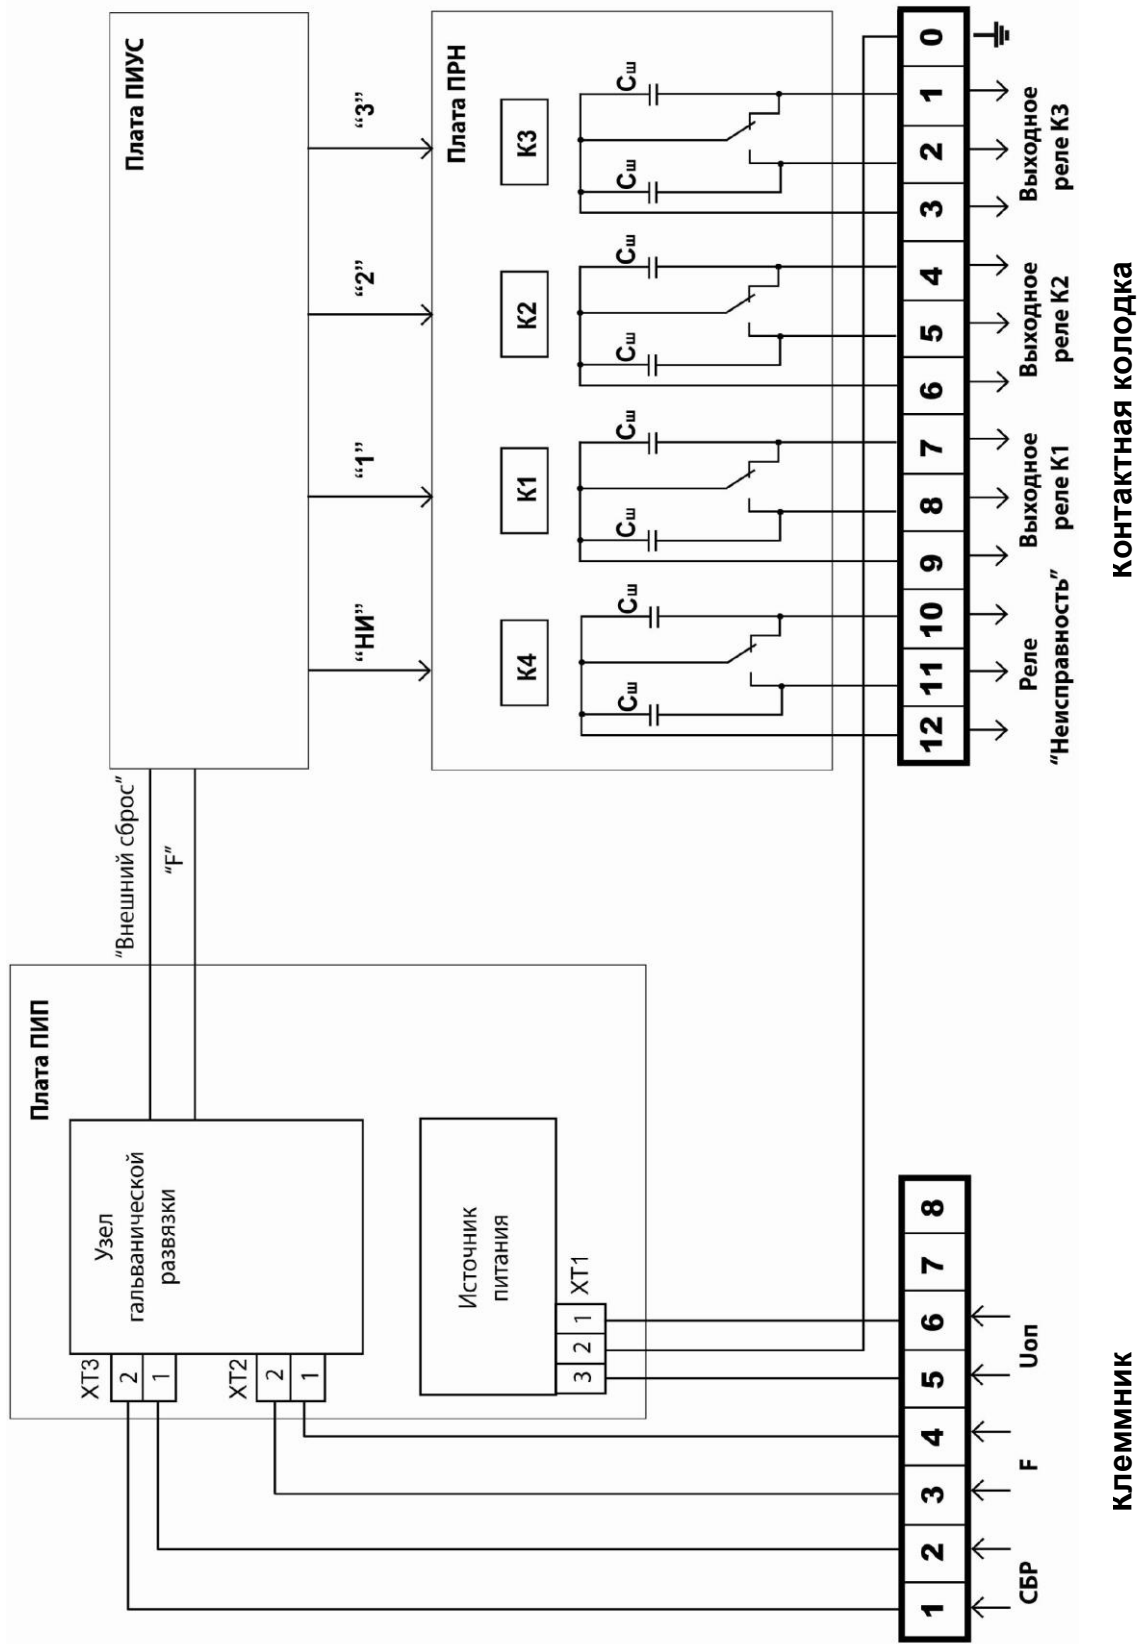 Плата ПИП
Узел
гальванической
развязки
XT3
2
1
XT2
2
1
Источник
питания
XT1
3
2
1
“Внешний сброс”
“F”
Плата ПИУС
“НИ”
“1”
“2”
“3”
Плата ПРН
К4
К1
К2
К3
Сш
Сш
Сш
Сш
Сш
Сш
Сш
Сш
1
2
3
4
5
6
7
8
СБР
F
Uоп
12
11
10
9
8
7
6
5
4
3
2
1
0
Реле
“Неисправность”
Выходное
реле К1
Выходное
реле К2
Выходное
реле К3
Клеммник
контактная колодка